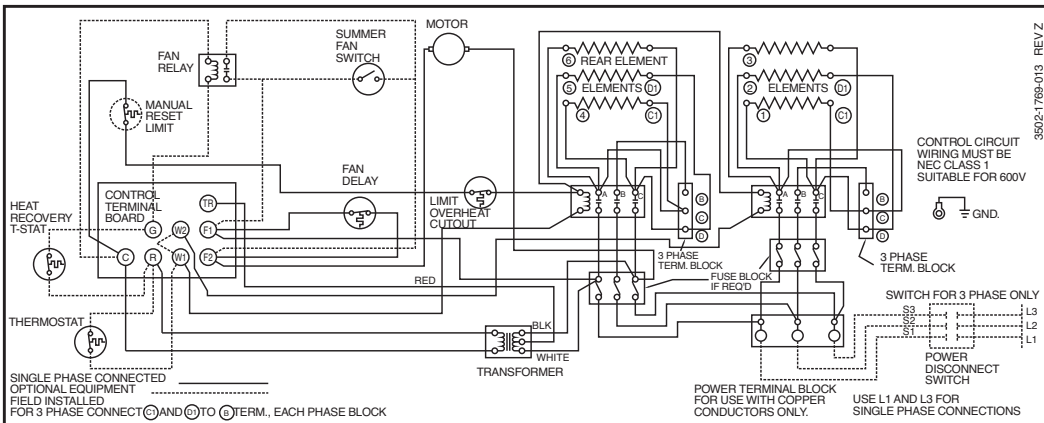 3502-1769-013 REV Z
FAN
RELAY
SUMMER
FAN
SWITCH
MOTOR
6 REAR ELEMENT
5 ELEMENTS D1
4 C1
3
2 ELEMENTS D1
1 C1
MANUAL
RESET
LIMIT
CONTROL CIRCUIT
WIRING MUST BE
NEC CLASS 1
SUITABLE FOR 600V
GND.
FAN
DELAY
LIMIT
OVERHEAT
CUTOUT
A B C
B
C
D
A B C
B
C
D
3 PHASE
TERM. BLOCK
3 PHASE
TERM. BLOCK
HEAT
RECOVERY
T-STAT
CONTROL
TERMINAL
BOARD
TR
G W2 F1
C R W1 F2
RED
FUSE BLOCK
IF REQ'D
THERMOSTAT
BLK
WHITE
TRANSFORMER
SWITCH FOR 3 PHASE ONLY
S3 L3
S2 L2
S1 L1
POWER
DISCONNECT
SWITCH
POWER TERMINAL BLOCK
FOR USE WITH COPPER
CONDUCTORS ONLY.
USE L1 AND L3 FOR
SINGLE PHASE CONNECTIONS
SINGLE PHASE CONNECTED
OPTIONAL EQUIPMENT
FIELD INSTALLED
FOR 3 PHASE CONNECT C1 AND D1 TO B TERM., EACH PHASE BLOCK